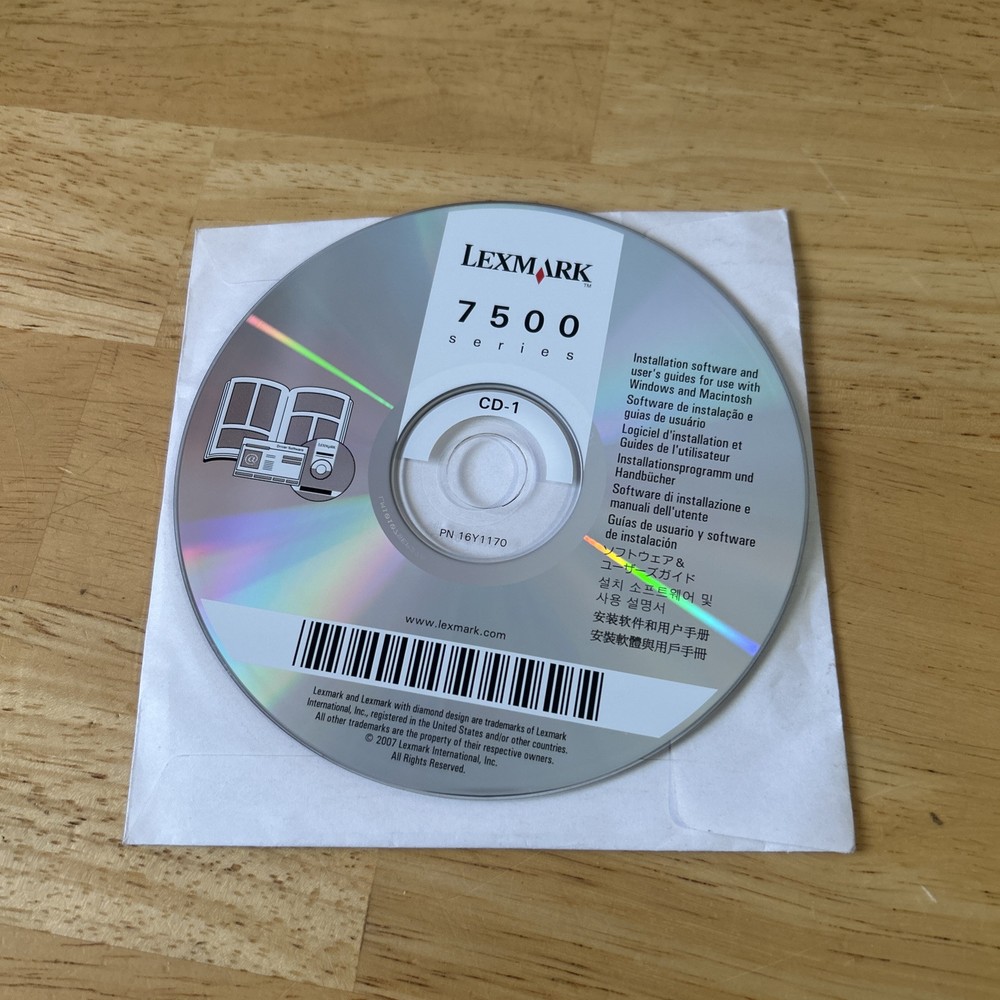 LEXMARK™
7500
series
CD-1
PN 16Y1170
Installation software and
user's guides for use with
Windows and Macintosh
Software de instalação e
guias de usuário
Logiciel d'installation et
Guides de l'utilisateur
Installationsprogramm und
Handbücher
Software di installazione e
manuali dell'utente
Guías de usuario y software
de instalación
ソフトウェア&
ユーザーズガイド
설치 소프트웨어 및
사용 설명서
安装软件和用户手册
安裝軟體與用戶手冊
www.lexmark.com
Lexmark and Lexmark with diamond design are trademarks of Lexmark
International, Inc., registered in the United States and/or other countries.
All other trademarks are the property of their respective owners.
© 2007 Lexmark International, Inc.
All Rights Reserved.